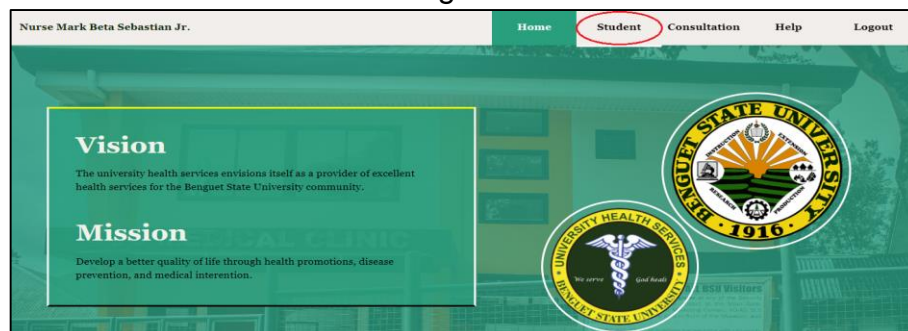 Nurse Mark Beta Sebastian Jr.
Home Student Consultation Help Logout
Vision
The university health services envisions itself as a provider of excellent
health services for the Benguet State University community.
Mission
Develop a better quality of life through health promotions, disease
prevention, and medical interention.
BENGUET STATE UNIVERSITY
INSTRUCTION
EXTENSION
RESEARCH
PRODUCTION
1916
UNIVERSITY HEALTH SERVICES
We serve God heals
BENGUET STATE UNIVERSITY
BSU Visitors